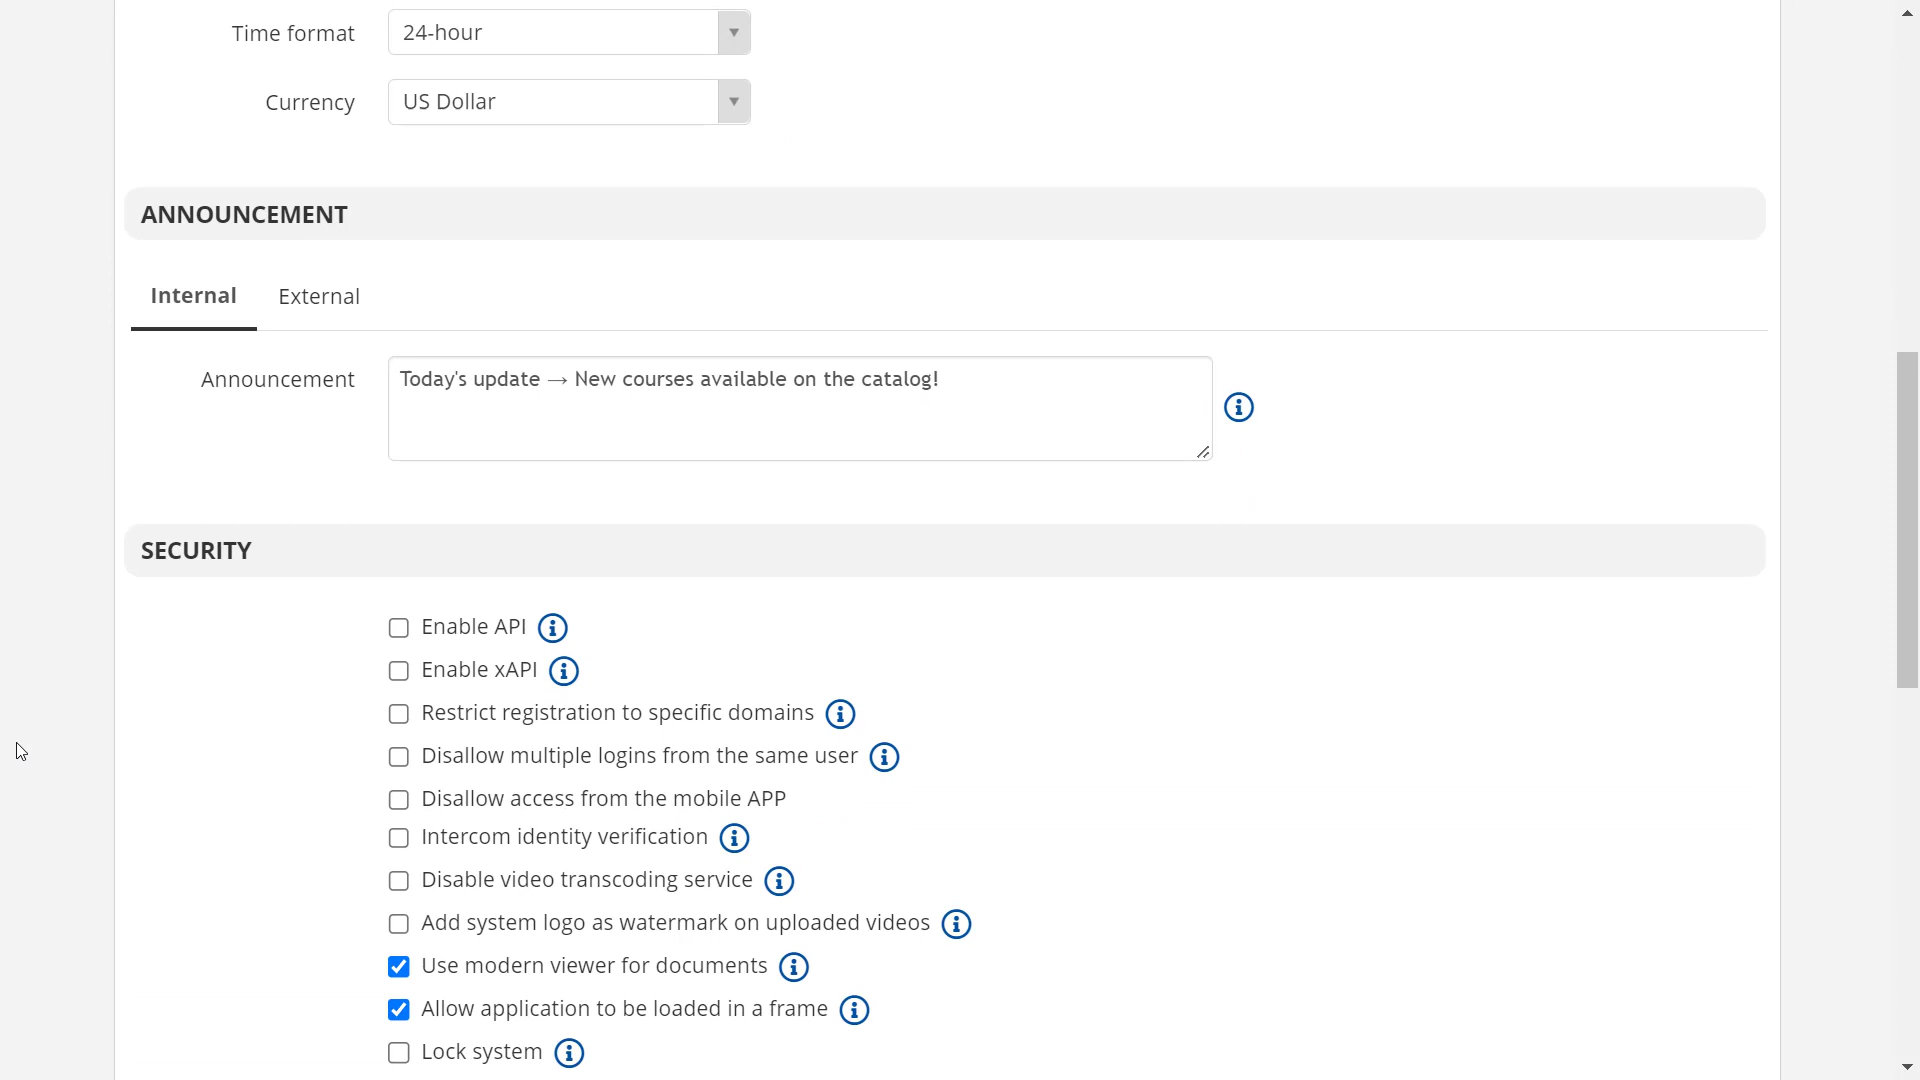 Time format
24-hour
Currency
US Dollar
ANNOUNCEMENT
Internal
External
Announcement
Today's update → New courses available on the catalog!
SECURITY
Enable API
Enable xAPI
Restrict registration to specific domains
Disallow multiple logins from the same user
Disallow access from the mobile APP
Intercom identity verification
Disable video transcoding service
Add system logo as watermark on uploaded videos
Use modern viewer for documents
Allow application to be loaded in a frame
Lock system